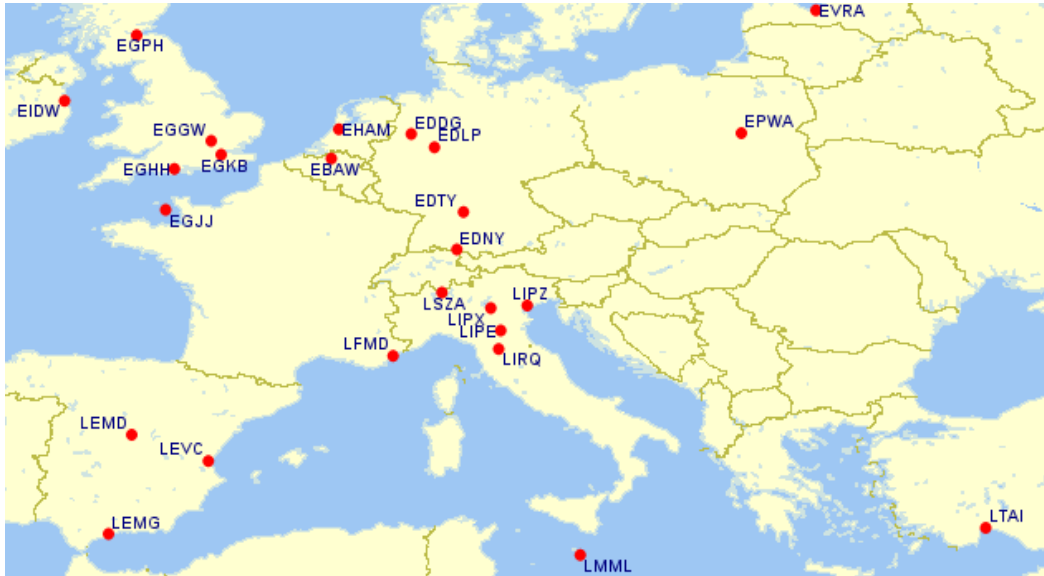 EVRA
EGPH
EIDW
EGGW
EHAM
EDDG
EDLP
EPWA
EGHH
EGKB
EBAW
EGJJ
EDTY
EDNY
LSZA
LIPZ
LIPX
LIPE
LFMD
LIRQ
LEMD
LEVC
LEMG
LTAI
LMML